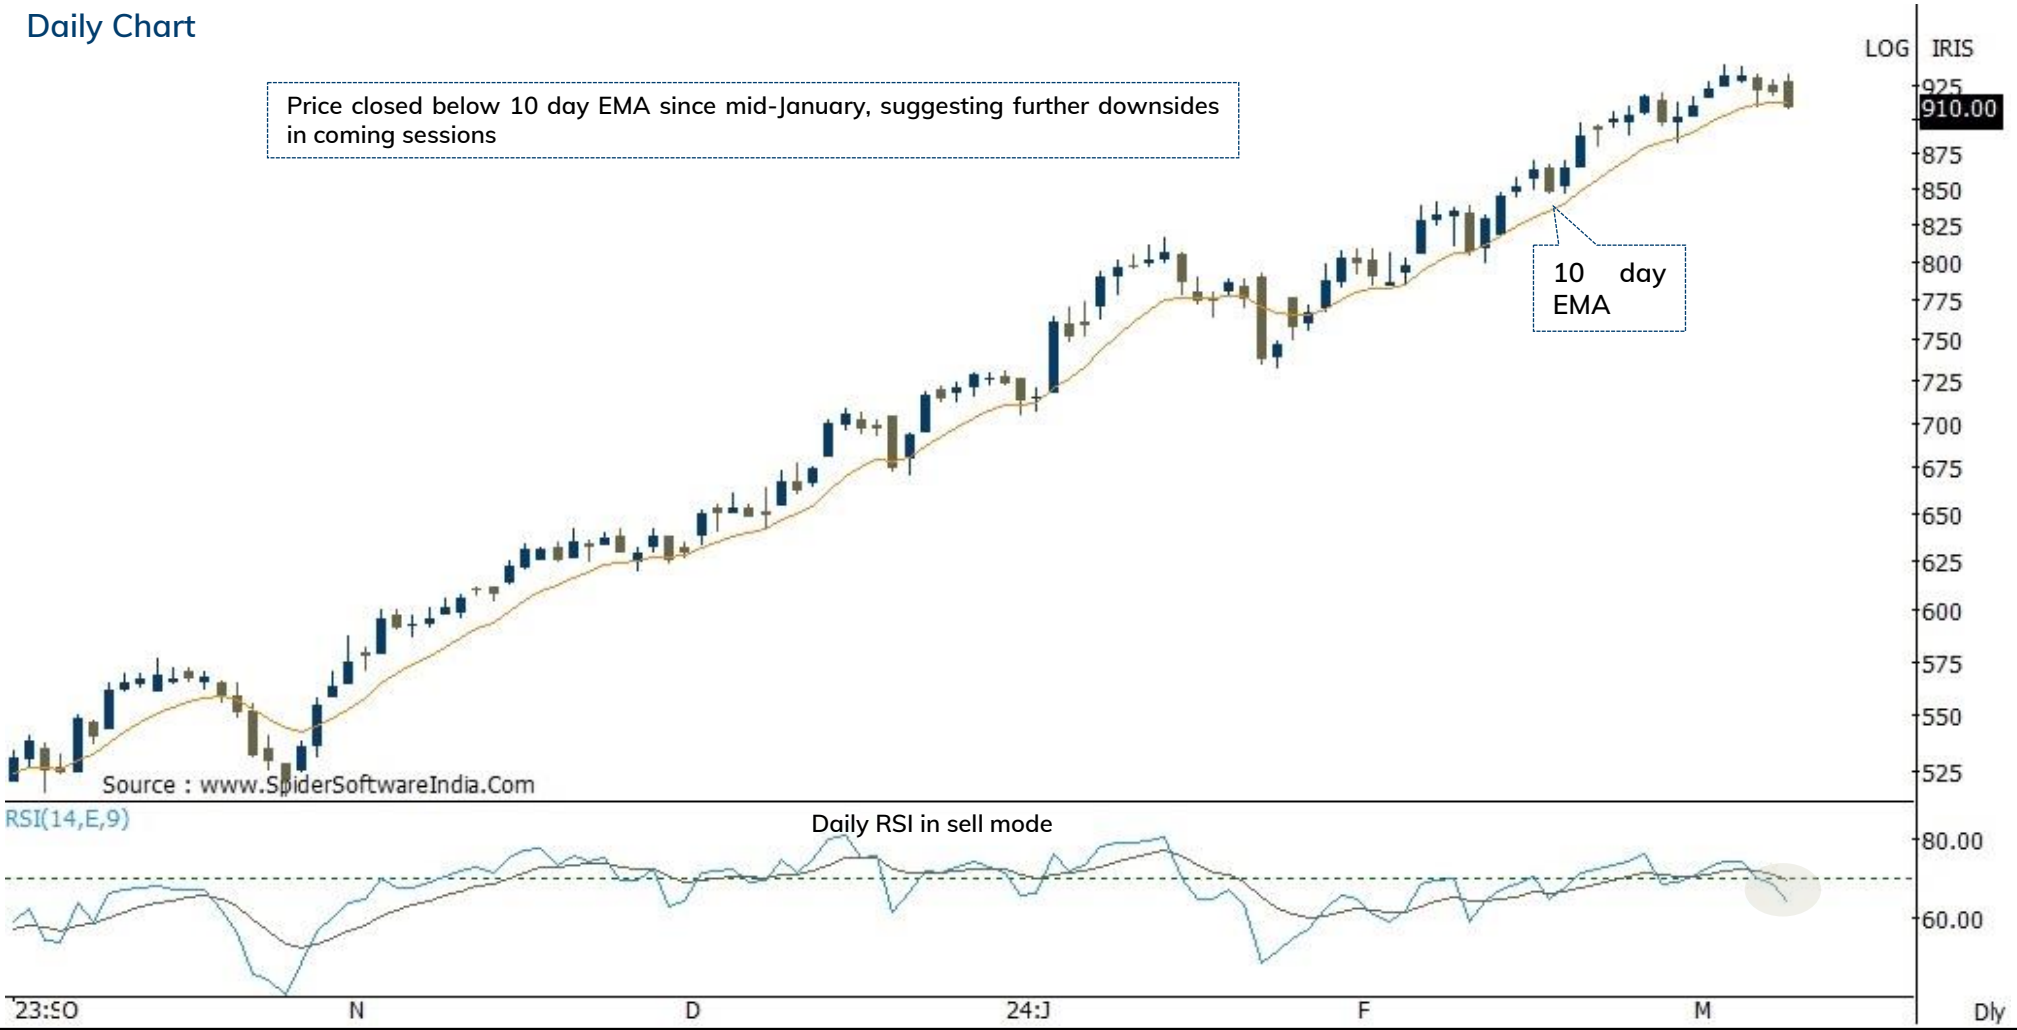 Daily Chart
LOG IRIS
Price closed below 10 day EMA since mid-January, suggesting further downsides
in coming sessions
925
910.00
875
850
825
800
775
750
725
700
675
650
625
600
575
550
525
10 day
EMA
Source : www.SpiderSoftwareIndia.Com
RSI(14,E,9)
Daily RSI in sell mode
80.00
60.00
23:SO N D 24:J F M Dly